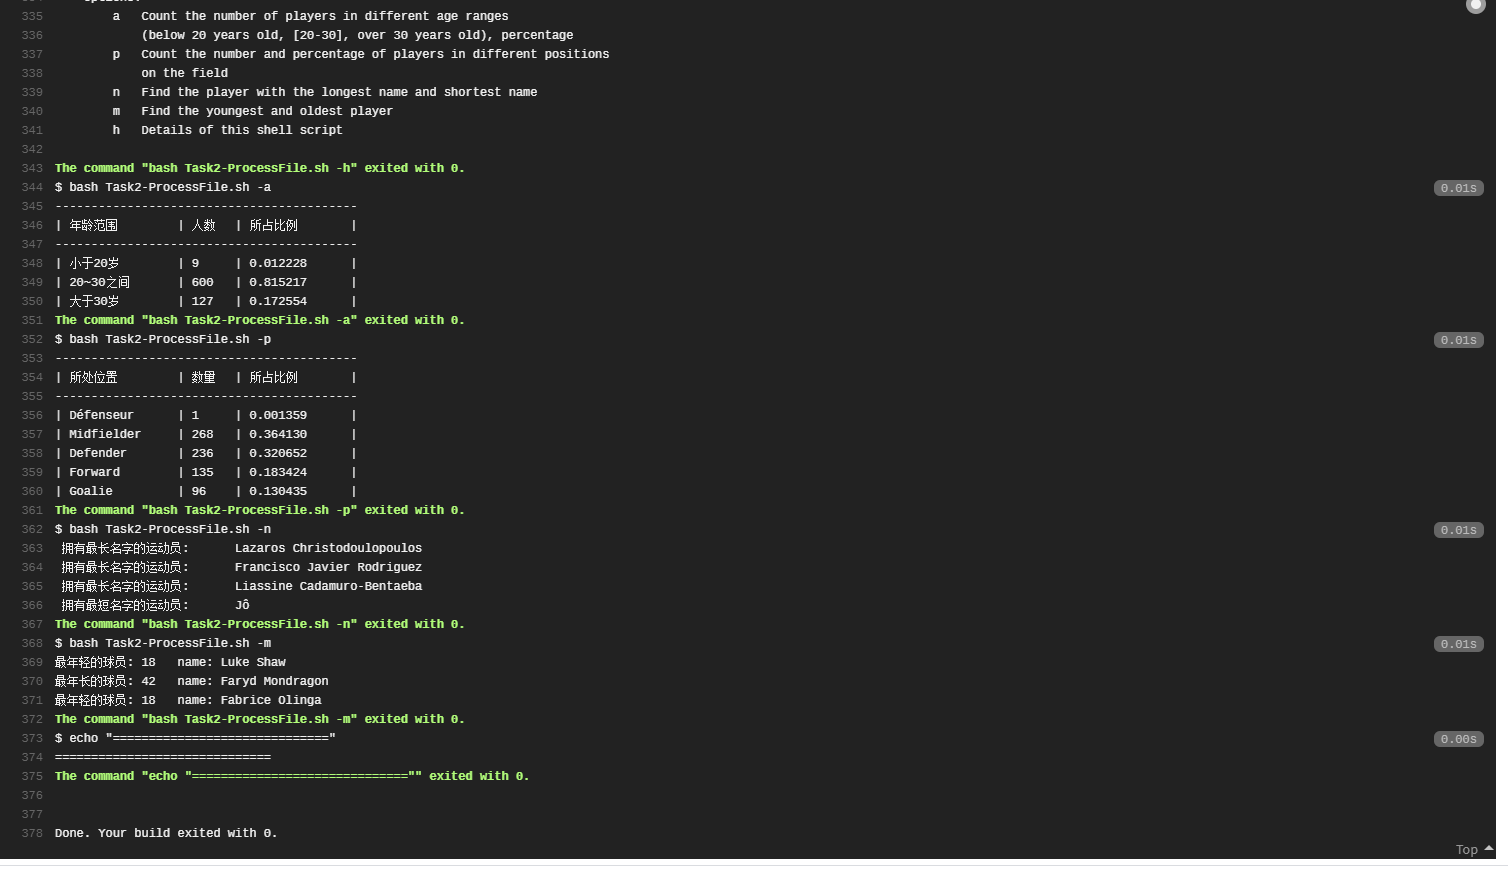 335 a Count the number of players in different age ranges
336 (below 20 years old, [20-30], over 30 years old), percentage
337 p Count the number and percentage of players in different positions
338 on the field
339 n Find the player with the longest name and shortest name
340 m Find the youngest and oldest player
341 h Details of this shell script
342
343 The command "bash Task2-ProcessFile.sh -h" exited with 0.
344 $ bash Task2-ProcessFile.sh -a 0.01s
345 ------------------------------------------
346 | 年龄范围 | 人数 | 所占比例 |
347 ------------------------------------------
348 | 小于20岁 | 9 | 0.012228 |
349 | 20~30之间 | 600 | 0.815217 |
350 | 大于30岁 | 127 | 0.172554 |
351 The command "bash Task2-ProcessFile.sh -a" exited with 0.
352 $ bash Task2-ProcessFile.sh -p 0.01s
353 ------------------------------------------
354 | 所处位置 | 数量 | 所占比例 |
355 ------------------------------------------
356 | Défenseur | 1 | 0.001359 |
357 | Midfielder | 268 | 0.364130 |
358 | Defender | 236 | 0.320652 |
359 | Forward | 135 | 0.183424 |
360 | Goalie | 96 | 0.130435 |
361 The command "bash Task2-ProcessFile.sh -p" exited with 0.
362 $ bash Task2-ProcessFile.sh -n 0.01s
363 拥有最长名字的运动员: Lazaros Christodoulopoulos
364 拥有最长名字的运动员: Francisco Javier Rodriguez
365 拥有最长名字的运动员: Liassine Cadamuro-Bentaeba
366 拥有最短名字的运动员: Jô
367 The command "bash Task2-ProcessFile.sh -n" exited with 0.
368 $ bash Task2-ProcessFile.sh -m 0.01s
369 最年轻的球员: 18 name: Luke Shaw
370 最年长的球员: 42 name: Faryd Mondragon
371 最年轻的球员: 18 name: Fabrice Olinga
372 The command "bash Task2-ProcessFile.sh -m" exited with 0.
373 $ echo "==============================" 0.00s
374 ==============================
375 The command "echo "==============================="" exited with 0.
376
377
378 Done. Your build exited with 0.
Top